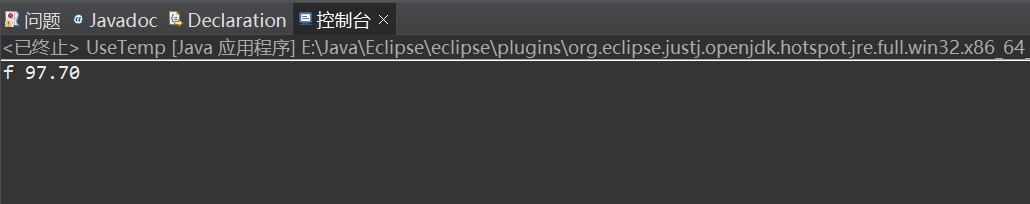 问题 @ Javadoc Declaration 控制台
<已终止> UseTemp [Java 应用程序] E:\Java\Eclipse\eclipse\plugins\org.eclipse.justj.openjdk.hotspot.jre.full.win32.x86_64_
f 97.70